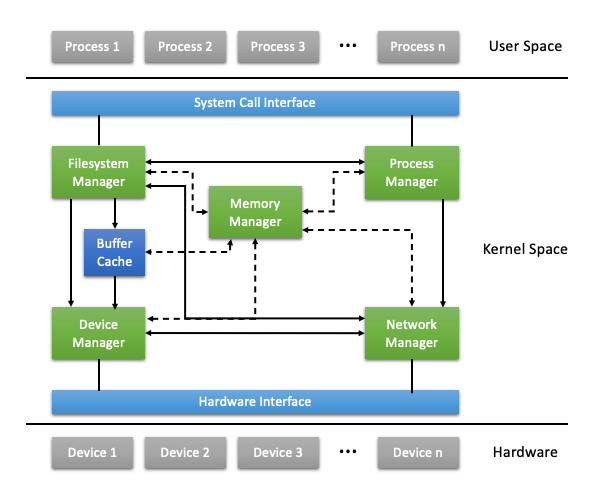 Process 1 Process 2 Process 3 ••• Process n User Space
System Call Interface
Filesystem
Manager
Process
Manager
Memory
Manager
Buffer
Cache
Kernel Space
Device
Manager
Network
Manager
Hardware Interface
Device 1 Device 2 Device 3 ••• Device n Hardware